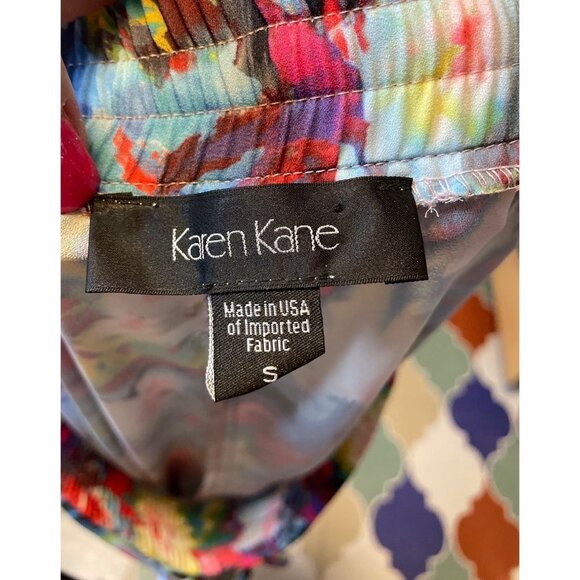 Karen Kane
Made in USA
of Imported
Fabric
S